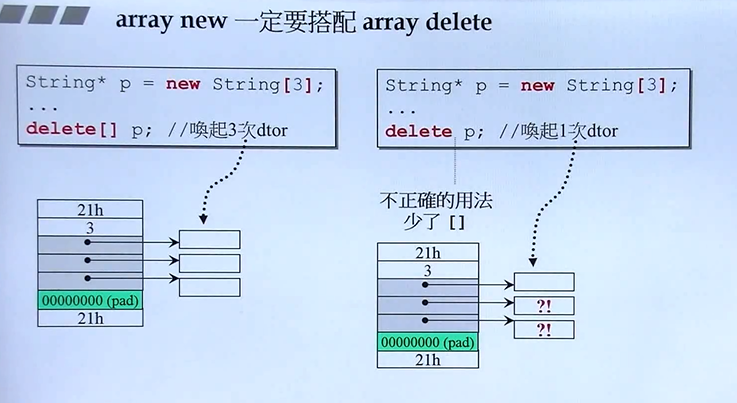 array new 一定要搭配 array delete
String* p = new String[3];
...
delete[] p; //喚起3次dtor
21h
3
00000000 (pad)
21h
String* p = new String[3];
...
delete p; //喚起1次dtor
不正確的用法
少了 []
21h
3
00000000 (pad)
21h
?!
?!